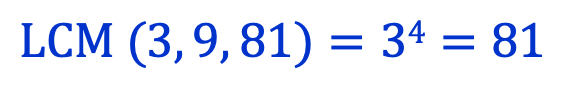 LCM (3, 9, 81) = 3⁴ = 81